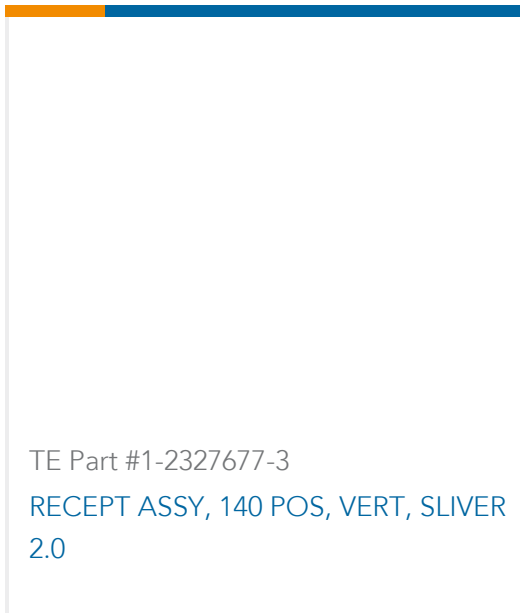 TE Part #1-2327677-3
RECEPT ASSY, 140 POS, VERT, SLIVER
2.0